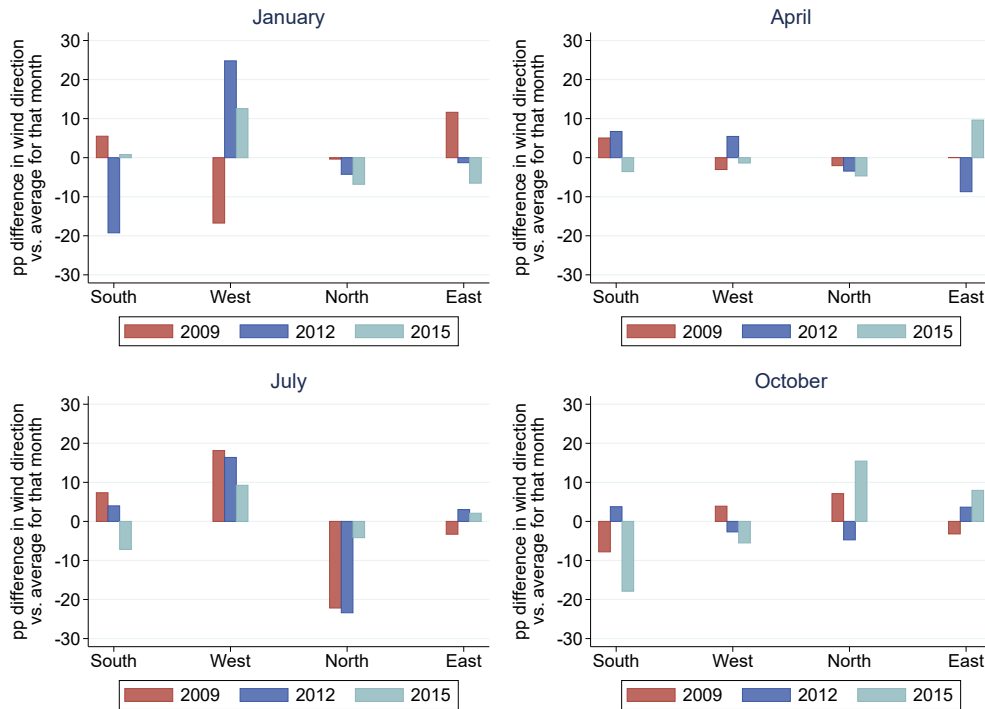 January
pp difference in wind direction
vs. average for that month
30
20
10
0
-10
-20
-30
South West North East
2009 2012 2015
April
pp difference in wind direction
vs. average for that month
30
20
10
0
-10
-20
-30
South West North East
2009 2012 2015
July
pp difference in wind direction
vs. average for that month
30
20
10
0
-10
-20
-30
South West North East
2009 2012 2015
October
pp difference in wind direction
vs. average for that month
30
20
10
0
-10
-20
-30
South West North East
2009 2012 2015